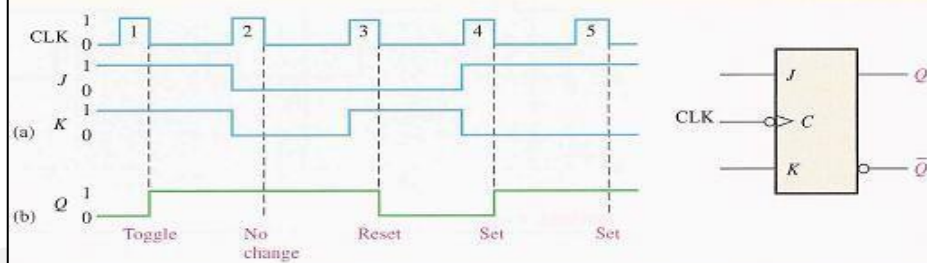 CLK 1 0 1 2 3 4 5
J 1 0
(a) K 1 0
(b) Q 1 0
Toggle No change Reset Set Set
J Q
CLK C
K Q̅